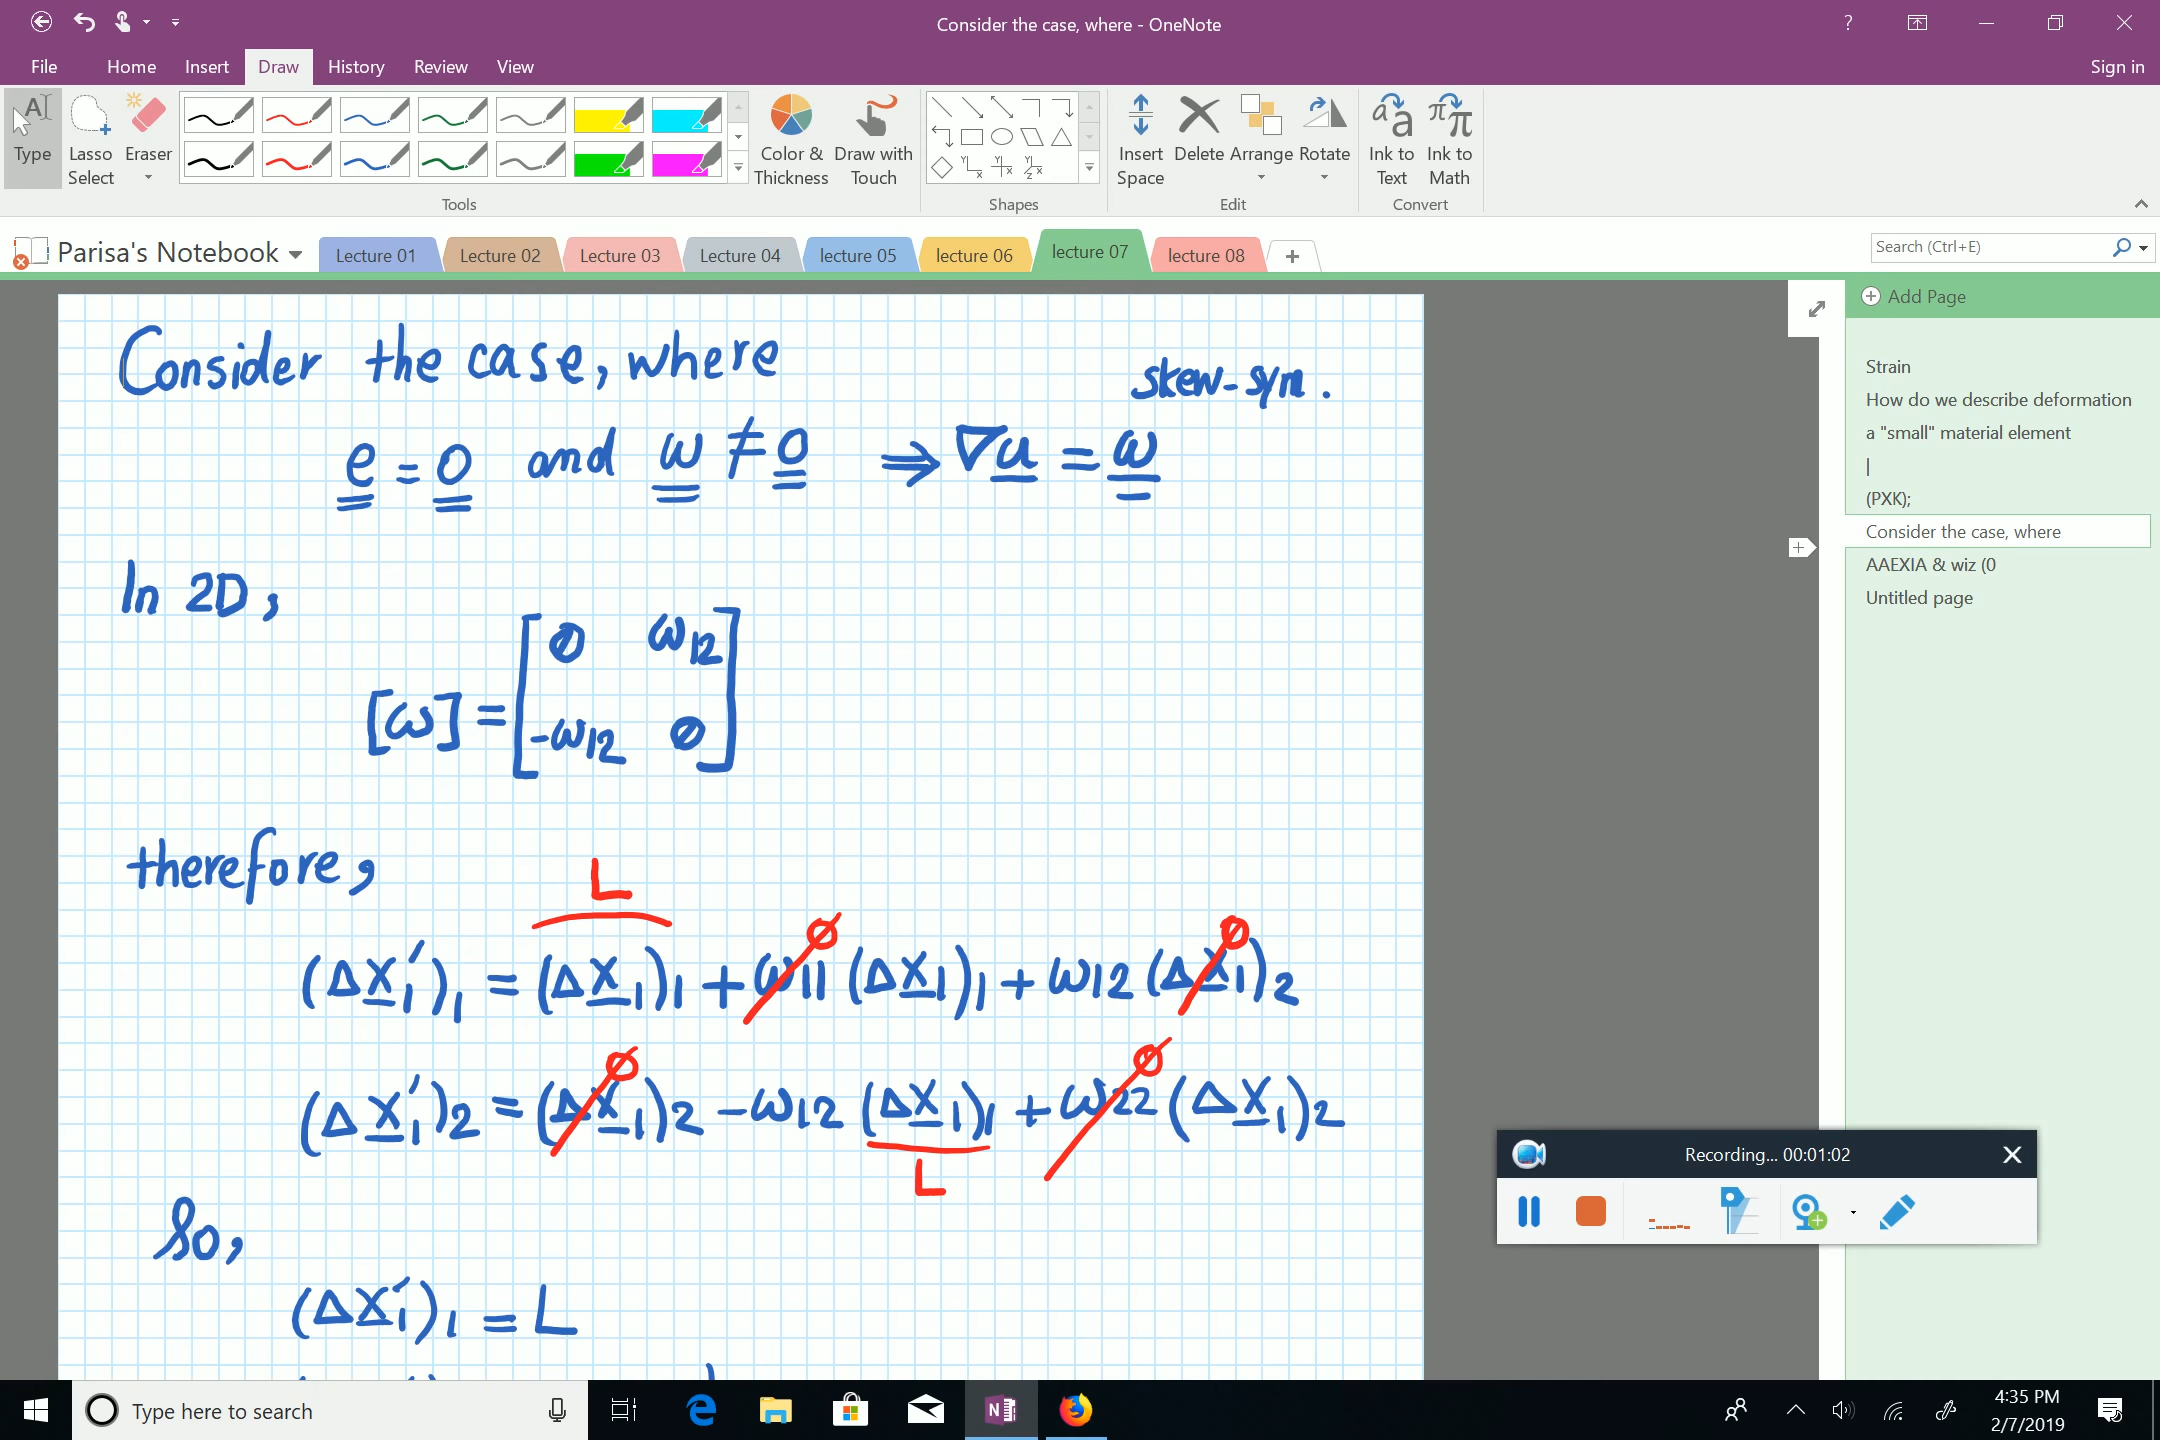 Consider the case, where - OneNote
?
File Home Insert Draw History Review View Sign in
Type Lasso Select Eraser Color & Thickness Draw with Touch Insert Space Delete Arrange Rotate Ink to Text Ink to Math
Tools Shapes Edit Convert
Parisa's Notebook Lecture 01 Lecture 02 Lecture 03 Lecture 04 lecture 05 lecture 06 lecture 07 lecture 08 + Search (Ctrl+E)
Consider the case, where
skew-sym.
e = 0 and ω ≠ 0 ⇒ ∇u = ω
In 2D,
[ω] = [0 ω12
-ω12 0]
therefore,
L
0 0
(ΔX₁')₁ = (ΔX₁)₁ + ω11 (ΔX₁)₁ + ω12 (ΔX₁)₂
0 0
(ΔX₁')₂ = (ΔX₁)₂ - ω12 (ΔX₁)₁ + ω22 (ΔX₁)₂
L
So,
(ΔX₁')₁ = L
Add Page
Strain
How do we describe deformation
a "small" material element
|
(PXK);
Consider the case, where
AAEXIA & wiz (0
Untitled page
Recording... 00:01:02
Type here to search
4:35 PM
2/7/2019